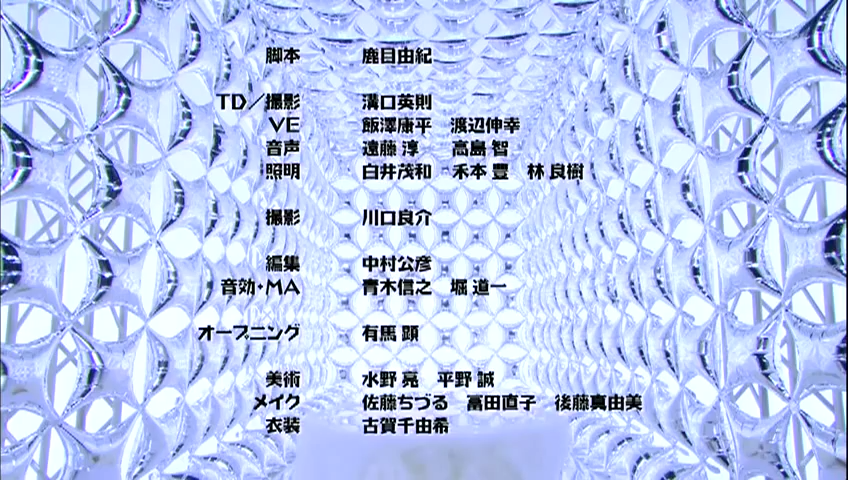 脚本 鹿目由紀
TD／撮影 溝口英則
VE 飯澤康平 渡辺伸幸
音声 遠藤 淳 高島 智
照明 白井茂和 禾本 豊 林 良樹
撮影 川口良介
編集 中村公彦
音効・MA 青木信之 堀 道一
オープニング 有馬 顕
美術 水野 亮 平野 誠
メイク 佐藤ちづる 冨田直子 後藤真由美
衣装 古賀千由希